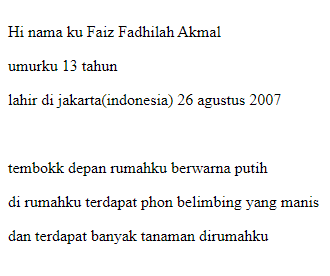 Hi nama ku Faiz Fadhilah Akmal
umurku 13 tahun
lahir di jakarta(indonesia) 26 agustus 2007
tembokk depan rumahku berwarna putih
di rumahku terdapat phon belimbing yang manis
dan terdapat banyak tanaman dirumahku